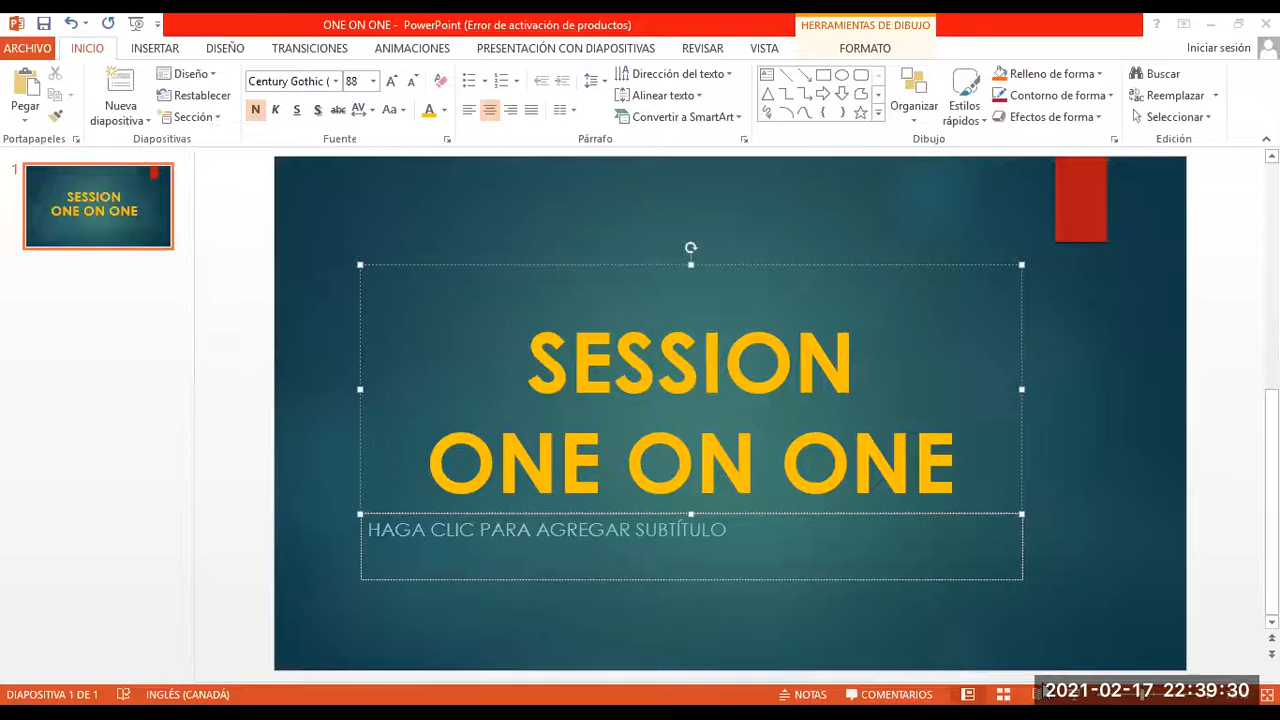 ONE ON ONE - PowerPoint (Error de activación de productos)
HERRAMIENTAS DE DIBUJO
?
ARCHIVO INICIO INSERTAR DISEÑO TRANSICIONES ANIMACIONES PRESENTACIÓN CON DIAPOSITIVAS REVISAR VISTA FORMATO Iniciar sesión
Pegar
Nueva diapositiva
Diseño
Restablecer
Sección
Century Gothic ( 88
N K S S abc AV Aa A
Dirección del texto
Alinear texto
Convertir a SmartArt
Organizar
Estilos rápidos
Relleno de forma
Contorno de forma
Efectos de forma
Buscar
Reemplazar
Seleccionar
Portapapeles Diapositivas Fuente Párrafo Dibujo Edición
1
SESSION
ONE ON ONE
SESSION
ONE ON ONE
HAGA CLIC PARA AGREGAR SUBTÍTULO
DIAPOSITIVA 1 DE 1 INGLÉS (CANADÁ) NOTAS COMENTARIOS
2021-02-17 22:39:30